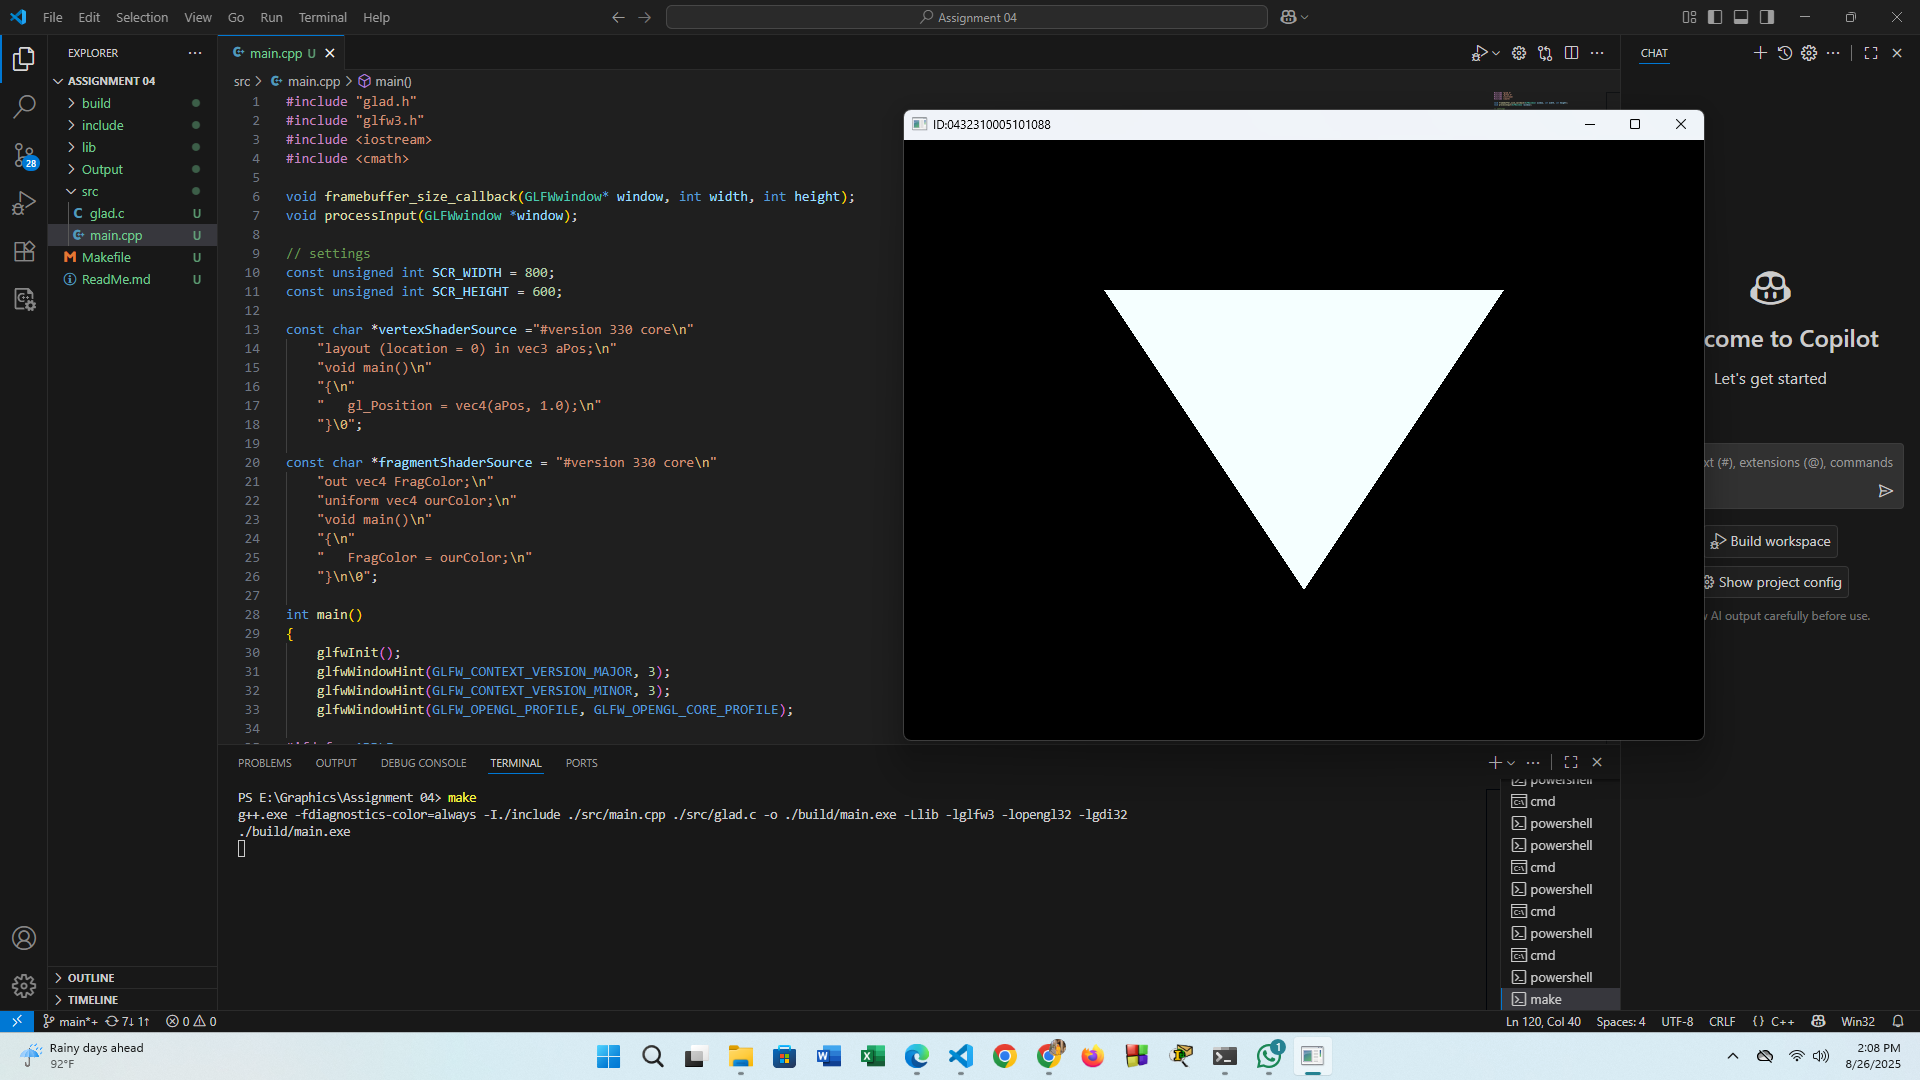 File Edit Selection View Go Run Terminal Help
Assignment 04
EXPLORER
ASSIGNMENT 04
build
include
lib
Output
src
glad.c U
main.cpp U
Makefile U
ReadMe.md U
OUTLINE
TIMELINE
main.cpp U
src > main.cpp > main()
1 #include "glad.h"
2 #include "glfw3.h"
3 #include <iostream>
4 #include <cmath>
5
6 void framebuffer_size_callback(GLFWwindow* window, int width, int height);
7 void processInput(GLFWwindow *window);
8
9 // settings
10 const unsigned int SCR_WIDTH = 800;
11 const unsigned int SCR_HEIGHT = 600;
12
13 const char *vertexShaderSource ="#version 330 core\n"
14 "layout (location = 0) in vec3 aPos;\n"
15 "void main()\n"
16 "{\n"
17 "   gl_Position = vec4(aPos, 1.0);\n"
18 "}\0";
19
20 const char *fragmentShaderSource = "#version 330 core\n"
21 "out vec4 FragColor;\n"
22 "uniform vec4 ourColor;\n"
23 "void main()\n"
24 "{\n"
25 "   FragColor = ourColor;\n"
26 "}\n\0";
27
28 int main()
29 {
30 glfwInit();
31 glfwWindowHint(GLFW_CONTEXT_VERSION_MAJOR, 3);
32 glfwWindowHint(GLFW_CONTEXT_VERSION_MINOR, 3);
33 glfwWindowHint(GLFW_OPENGL_PROFILE, GLFW_OPENGL_CORE_PROFILE);
34
ID:0432310005101088
CHAT
come to Copilot
Let's get started
xt (#), extensions (@), commands
Build workspace
Show project config
AI output carefully before use.
PROBLEMS OUTPUT DEBUG CONSOLE TERMINAL PORTS
PS E:\Graphics\Assignment 04> make
g++.exe -fdiagnostics-color=always -I./include ./src/main.cpp ./src/glad.c -o ./build/main.exe -Llib -lglfw3 -lopengl32 -lgdi32
./build/main.exe
powershell
cmd
powershell
powershell
cmd
powershell
cmd
powershell
cmd
powershell
make
28
main*+ 7↓ 1↑ 0 0
Ln 120, Col 40 Spaces: 4 UTF-8 CRLF {} C++ Win32
Rainy days ahead
92°F
1
2:08 PM
8/26/2025